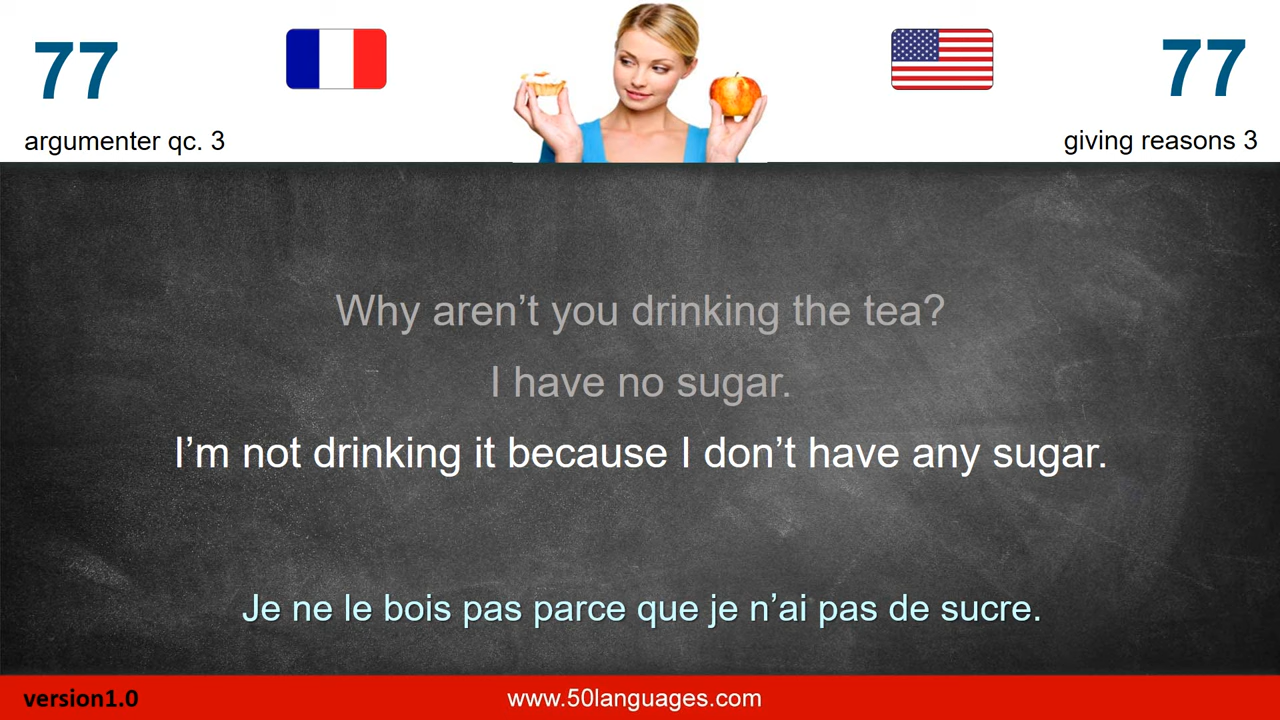 77
77
argumenter qc. 3
giving reasons 3
Why aren’t you drinking the tea?
I have no sugar.
I’m not drinking it because I don’t have any sugar.
Je ne le bois pas parce que je n’ai pas de sucre.
version1.0
www.50languages.com